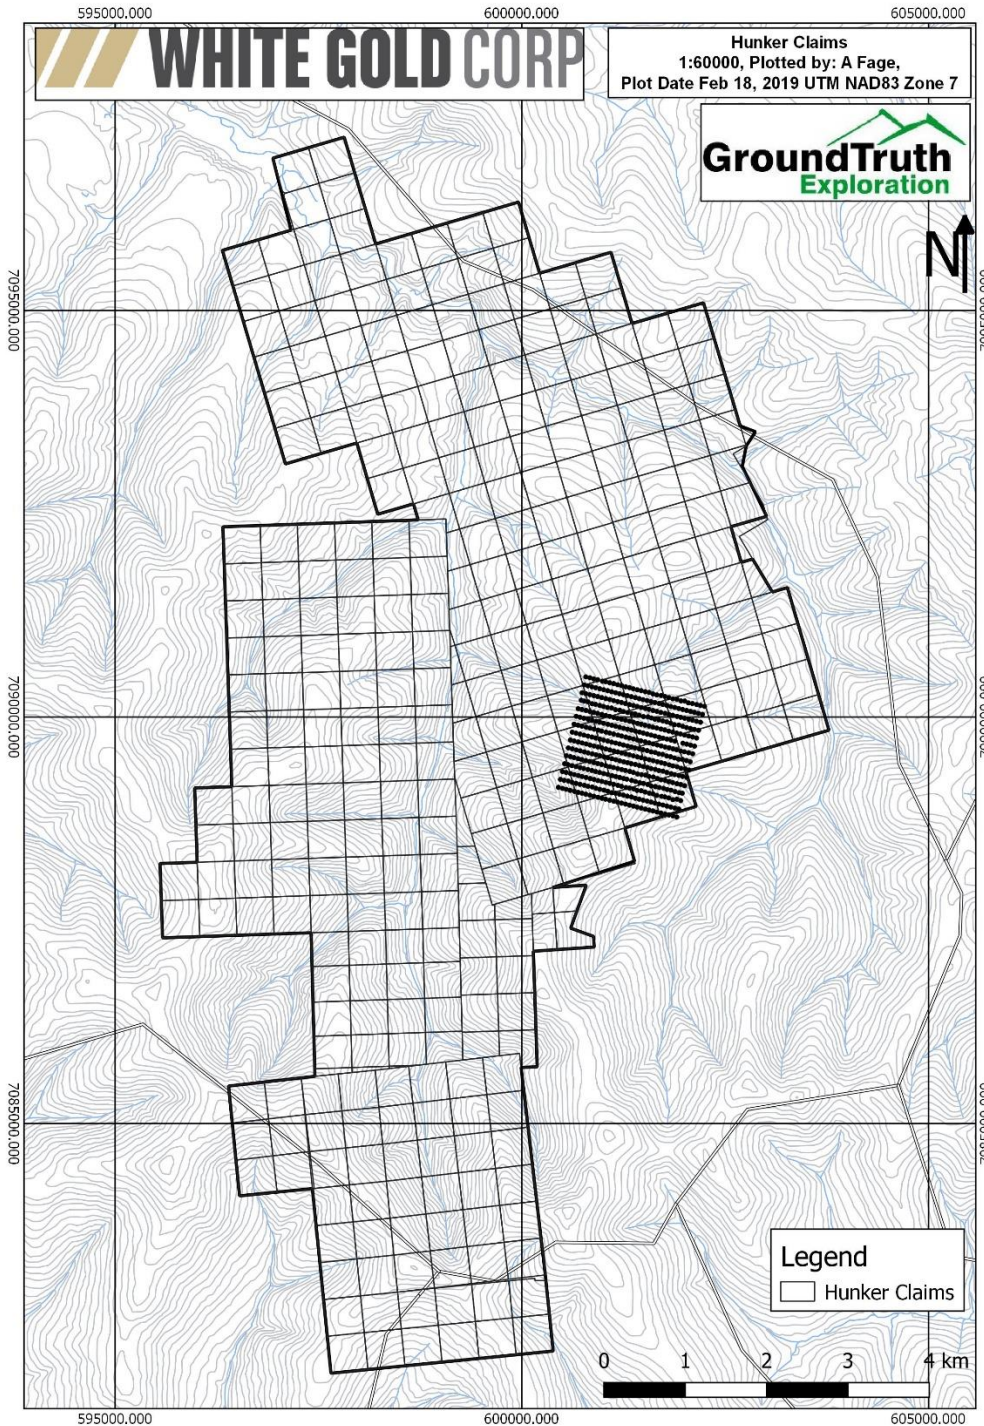 595000.000
600000.000
605000.000
WHITE GOLD CORP
Hunker Claims
1:60000, Plotted by: A Fage,
Plot Date Feb 18, 2019 UTM NAD83 Zone 7
GroundTruth
Exploration
N
7095000.000
7090000.000
7085000.000
Legend
Hunker Claims
0 1 2 3 4 km
595000.000
600000.000
605000.000